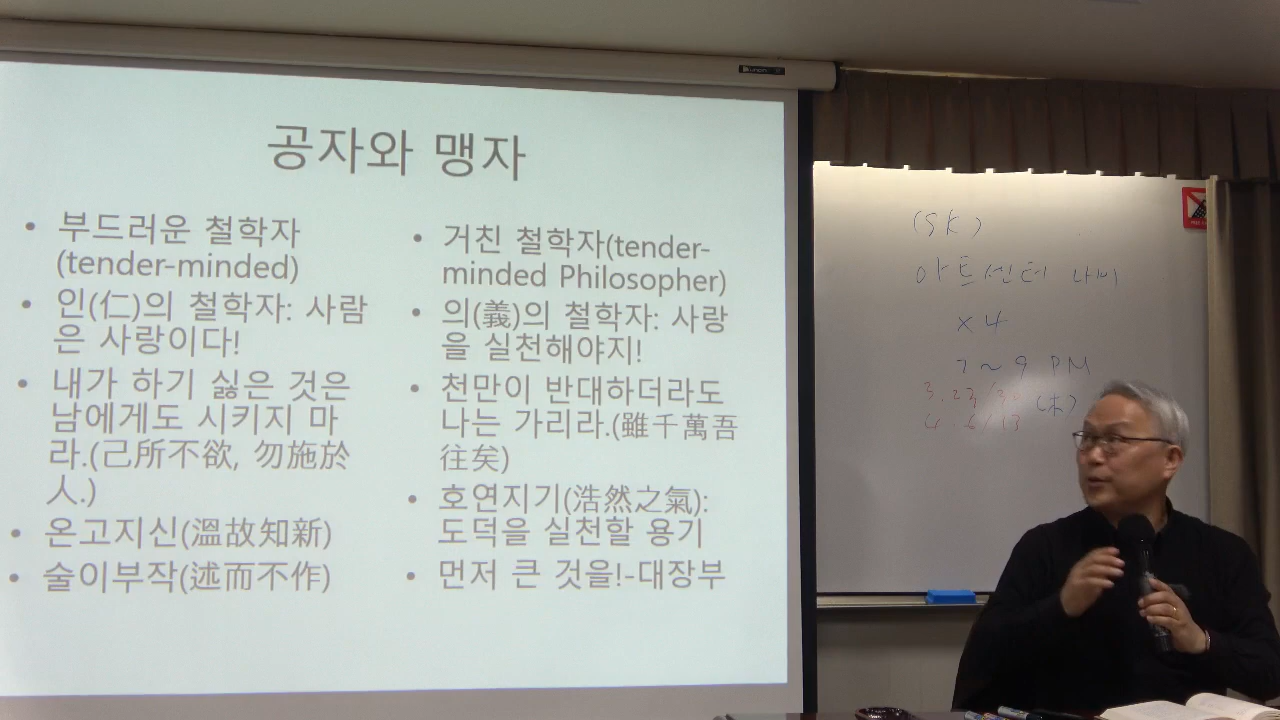 공자와 맹자
• 부드러운 철학자
(tender-minded)
• 인(仁)의 철학자: 사람
은 사랑이다!
• 내가 하기 싫은 것은
남에게도 시키지 마
라.(己所不欲, 勿施於
人.)
• 온고지신(溫故知新)
• 술이부작(述而不作)
• 거친 철학자(tender-
minded Philosopher)
• 의(義)의 철학자: 사랑
을 실천해야지!
• 천만이 반대하더라도
나는 가리라.(雖千萬吾
往矣)
• 호연지기(浩然之氣):
도덕을 실천할 용기
• 먼저 큰 것을!-대장부
(SK)
아트센터 나비
x 4
7~9 PM
3.23/30 (木)
4.6/13